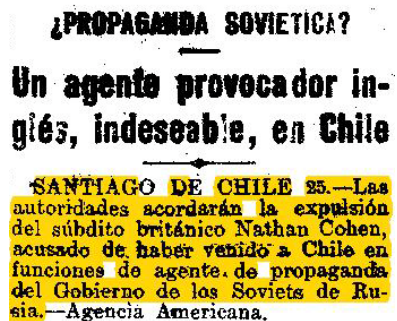 ¿PROPAGANDA SOVIETICA?
Un agente provocador in-
glés, indeseable, en Chile
SANTIAGO DE CHILE 25.—Las
autoridades acordarán la expulsión
del súbdito británico Nathan Cohen,
acusado de haber venido a Chile en
funciones de agente de propaganda
del Gobierno de los Soviets de Ru-
sia.—Agencia Americana.